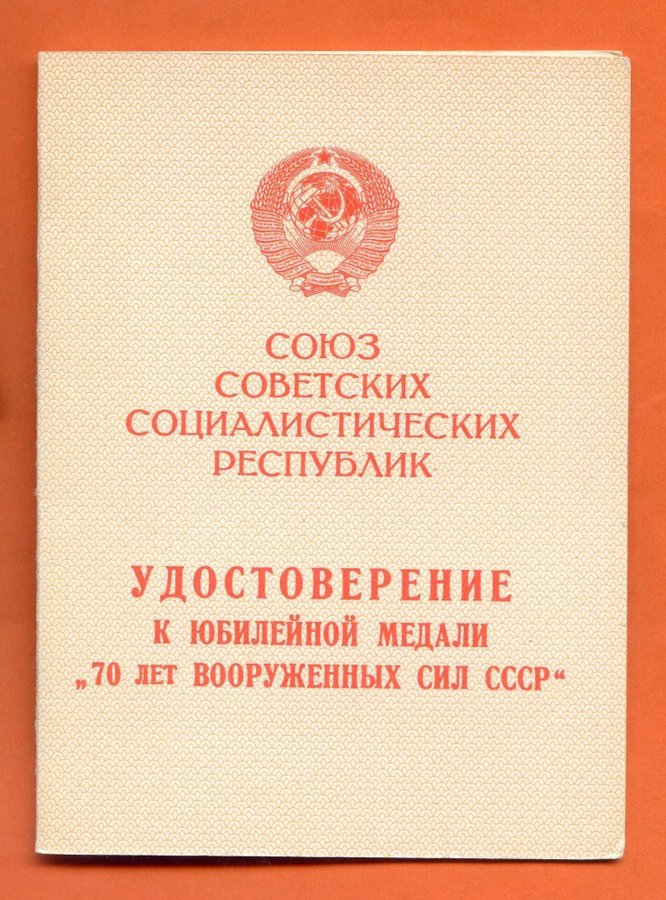 СОЮЗ
СОВЕТСКИХ
СОЦИАЛИСТИЧЕСКИХ
РЕСПУБЛИК
УДОСТОВЕРЕНИЕ
К ЮБИЛЕЙНОЙ МЕДАЛИ
„70 ЛЕТ ВООРУЖЕННЫХ СИЛ СССР“